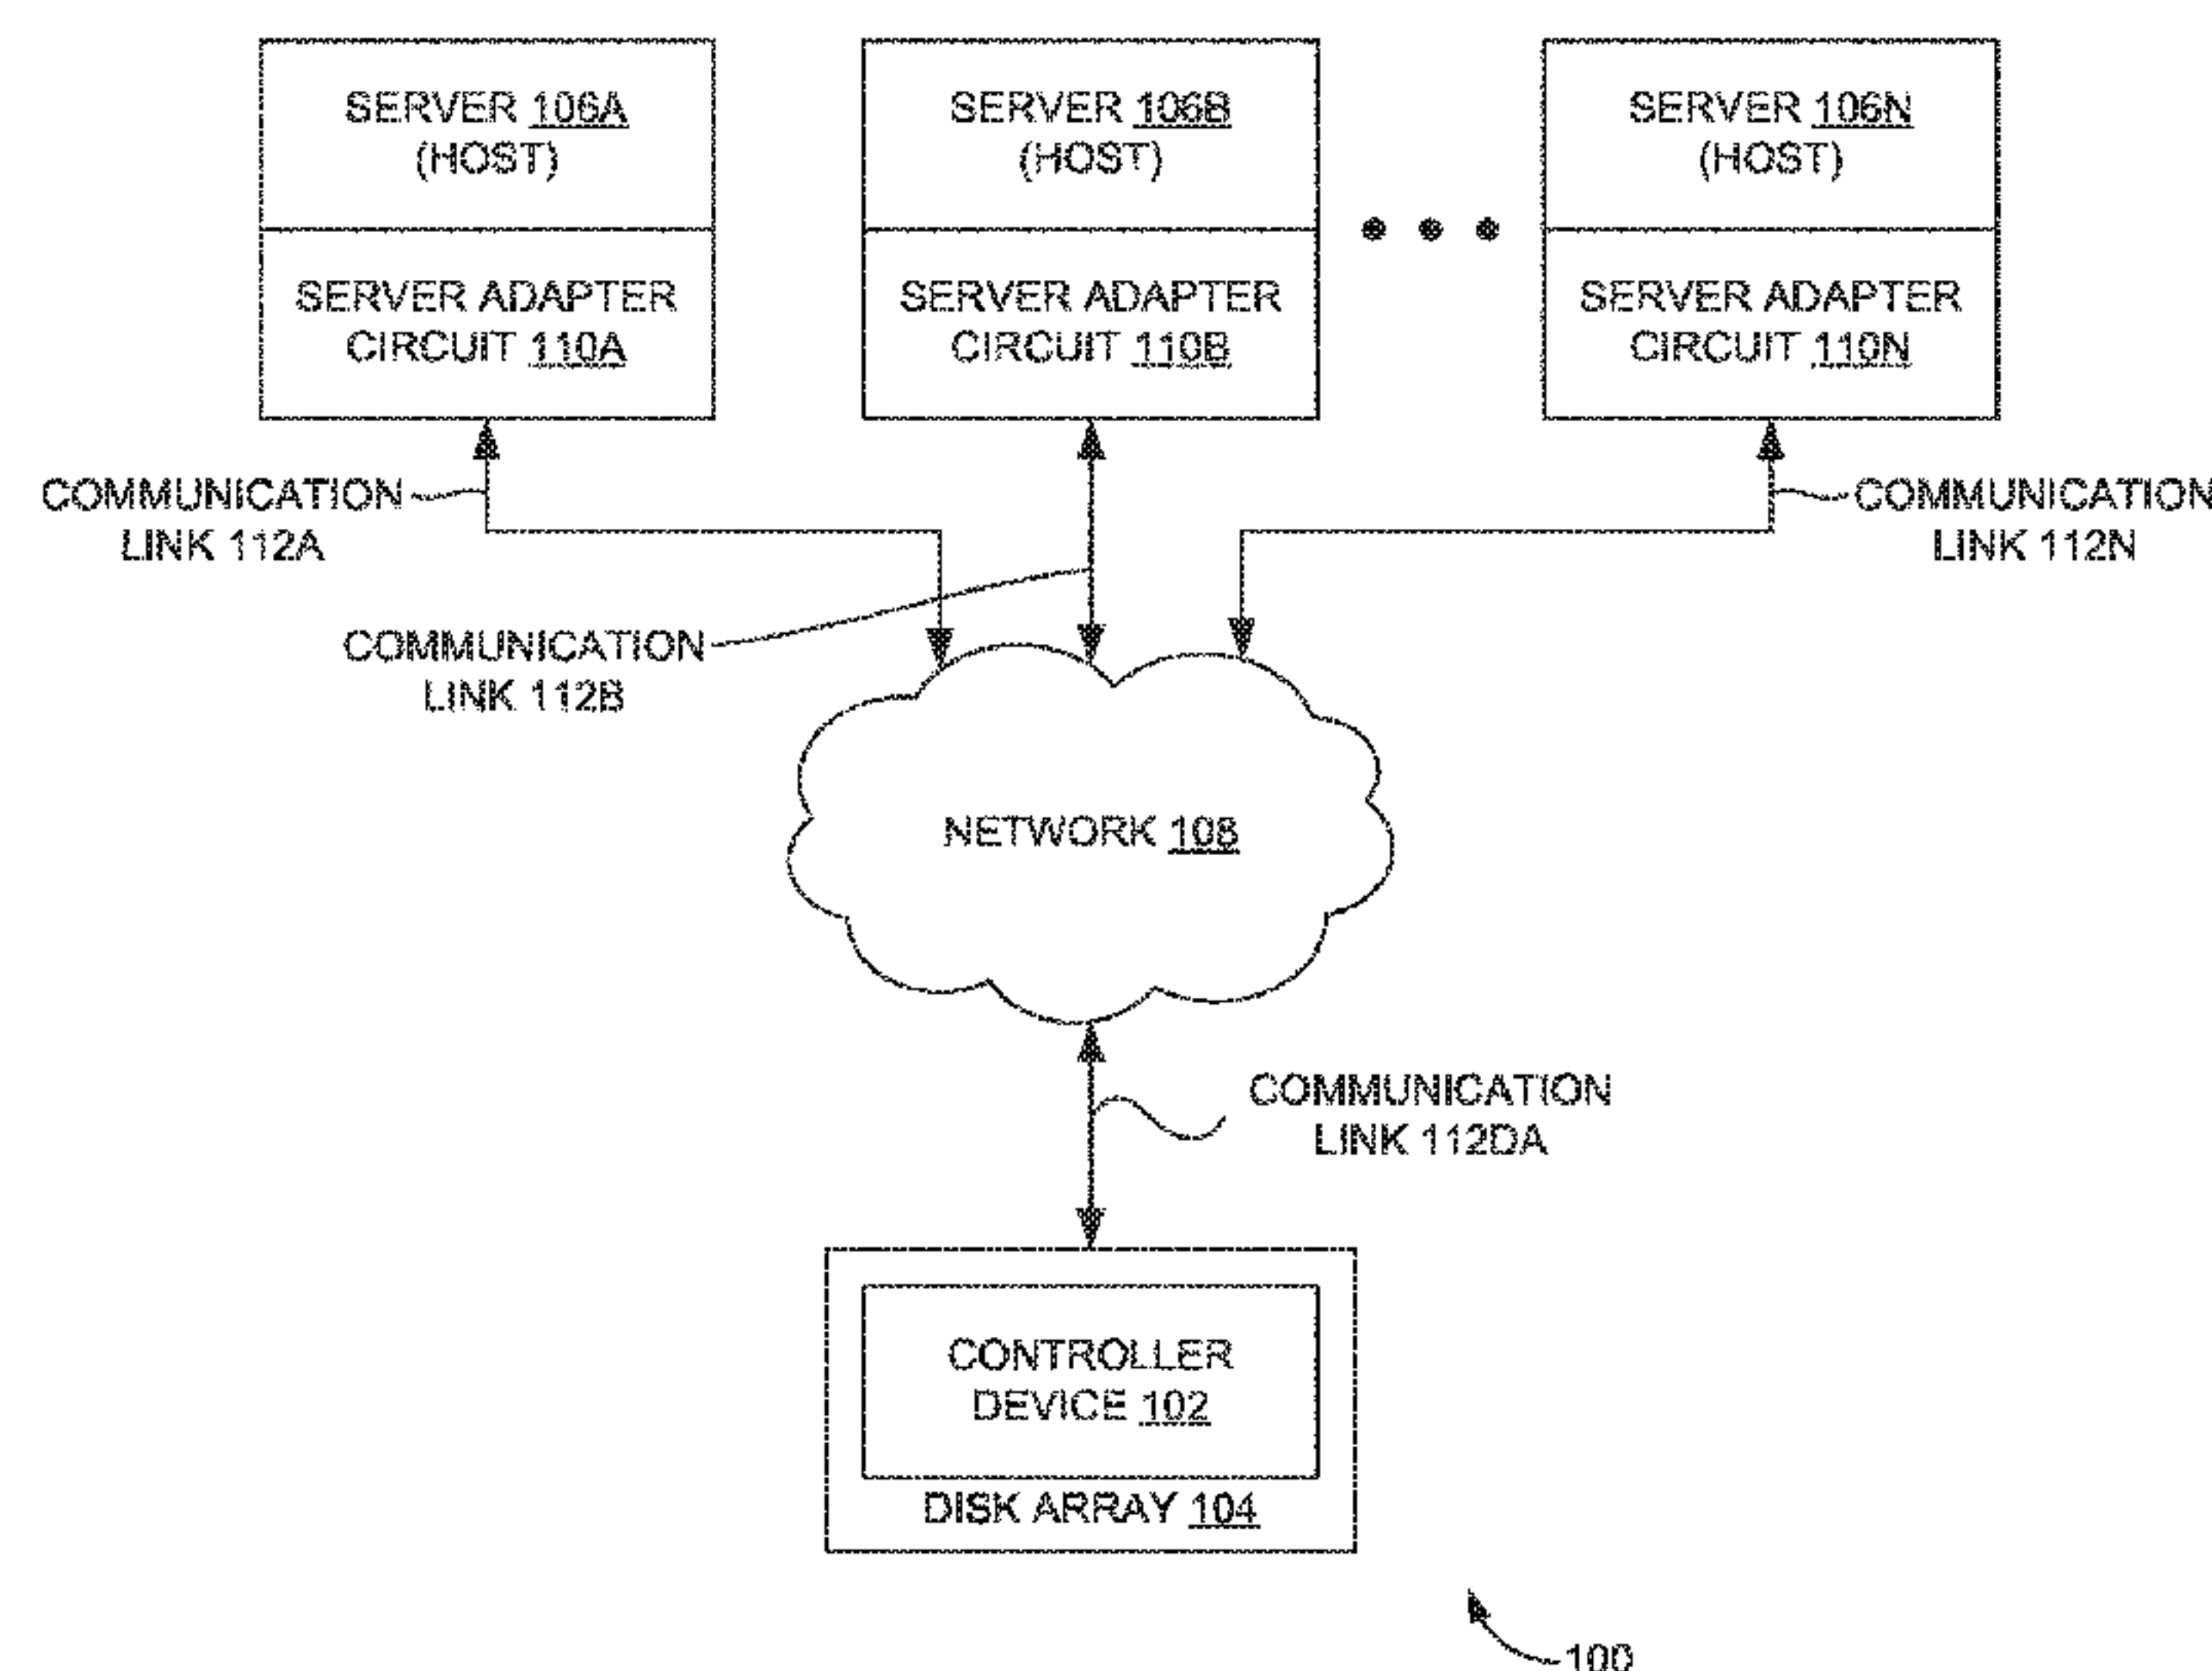 SERVER 106A
(HOST)
SERVER ADAPTER
CIRCUIT 110A
SERVER 106B
(HOST)
SERVER ADAPTER
CIRCUIT 110B
SERVER 106N
(HOST)
SERVER ADAPTER
CIRCUIT 110N
COMMUNICATION
LINK 112A
COMMUNICATION
LINK 112B
COMMUNICATION
LINK 112N
NETWORK 108
COMMUNICATION
LINK 112DA
CONTROLLER
DEVICE 102
DISK ARRAY 104
100